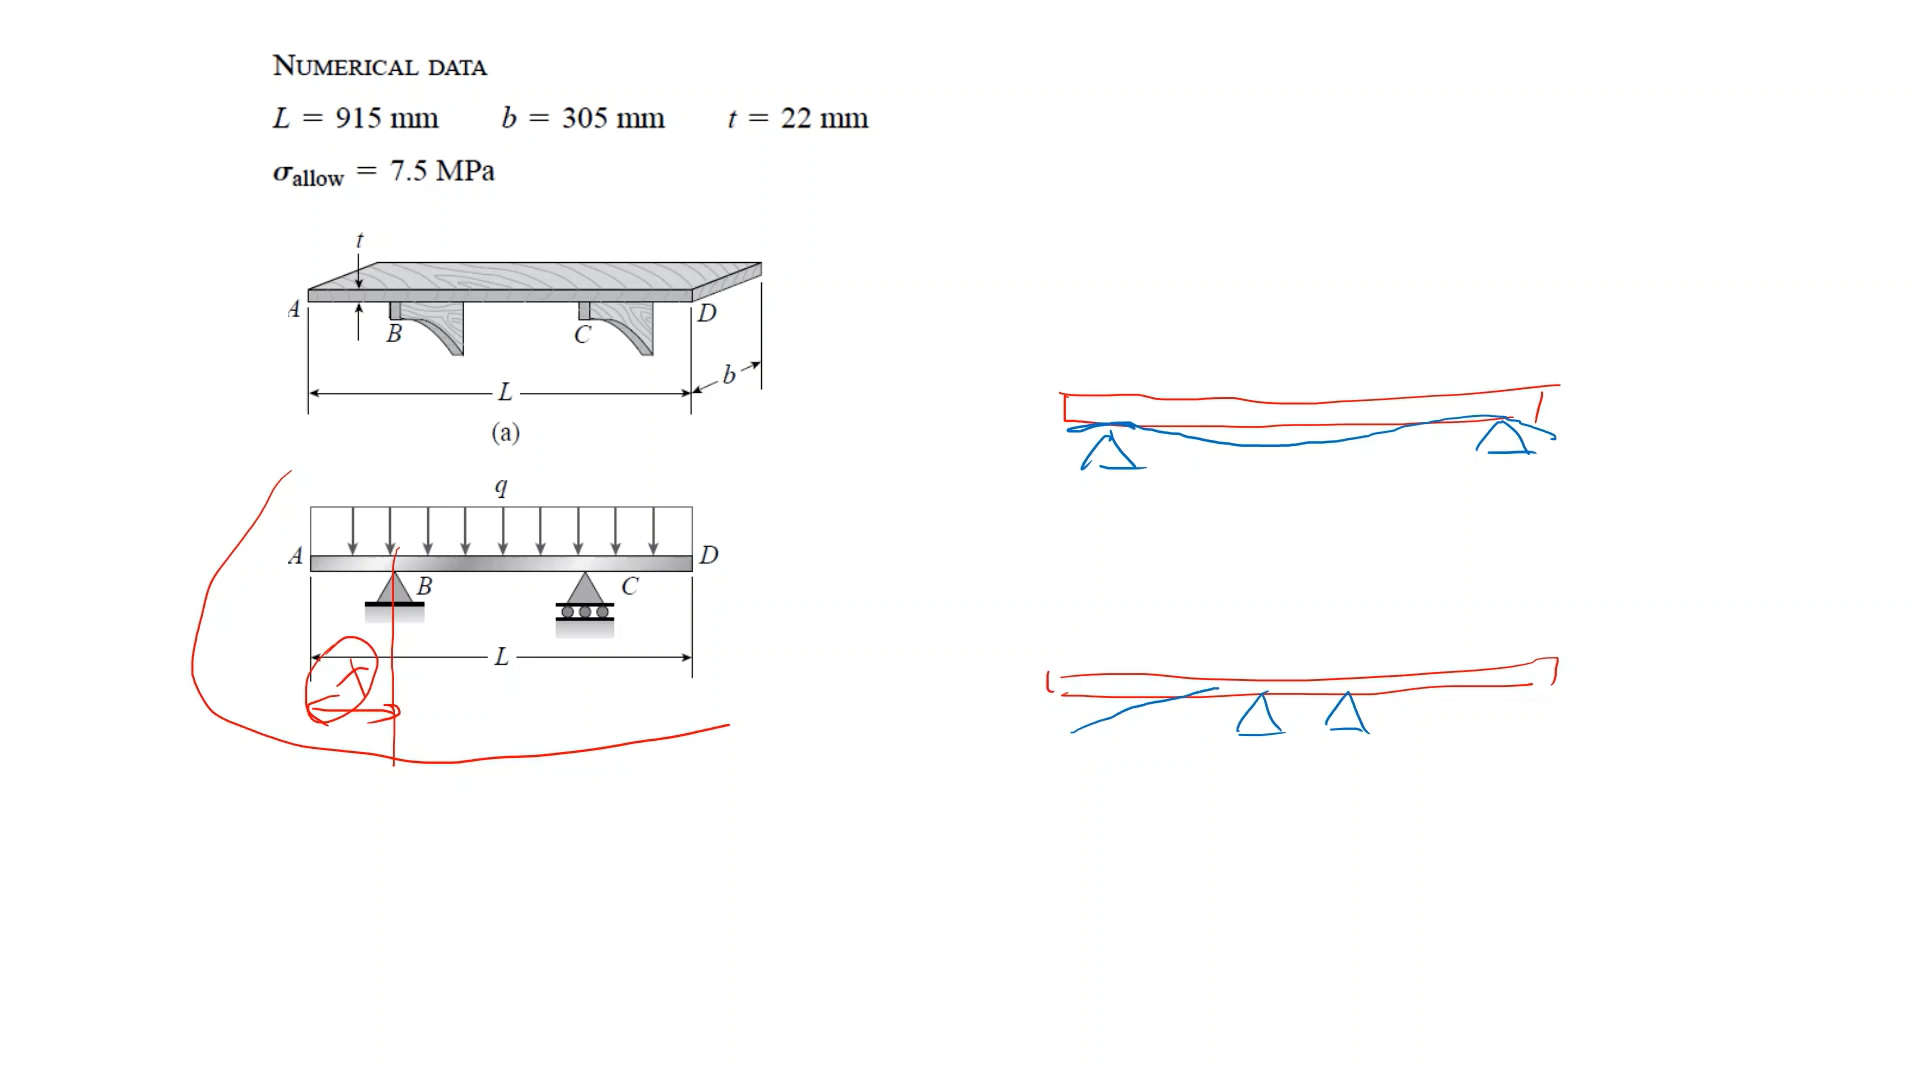 NUMERICAL DATA
L = 915 mm b = 305 mm t = 22 mm
σallow = 7.5 MPa
t
A B C D
b
L
(a)
q
A B C D
L
x